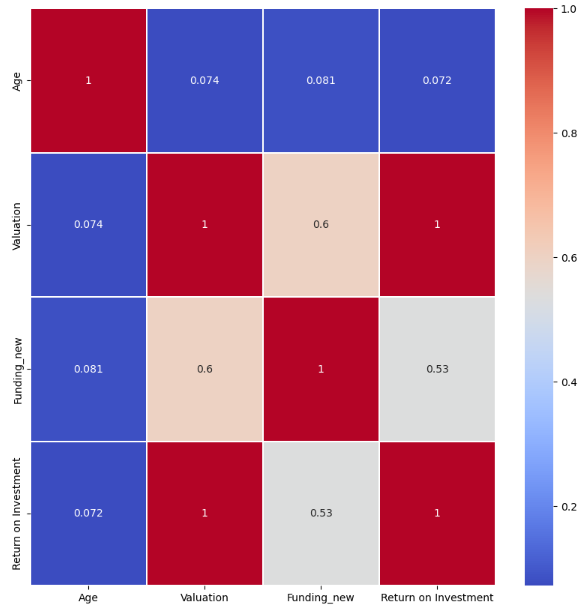 1.0
Age
1 0.074 0.081 0.072
0.8
Valuation
0.074 1 0.6 1
0.6
Funding_new
0.081 0.6 1 0.53
0.4
Return on Investment
0.072 1 0.53 1
0.2
Age Valuation Funding_new Return on Investment